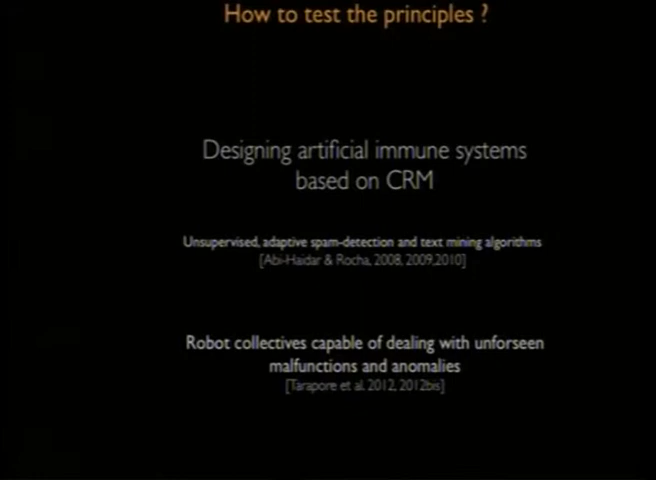 How to test the principles ?
Designing artificial immune systems
based on CRM
Unsupervised, adaptive spam-detection and text mining algorithms
[Abi-Haidar & Rocha, 2008, 2009,2010]
Robot collectives capable of dealing with unforseen
malfunctions and anomalies
[Tarapore et al. 2012, 2012bis]